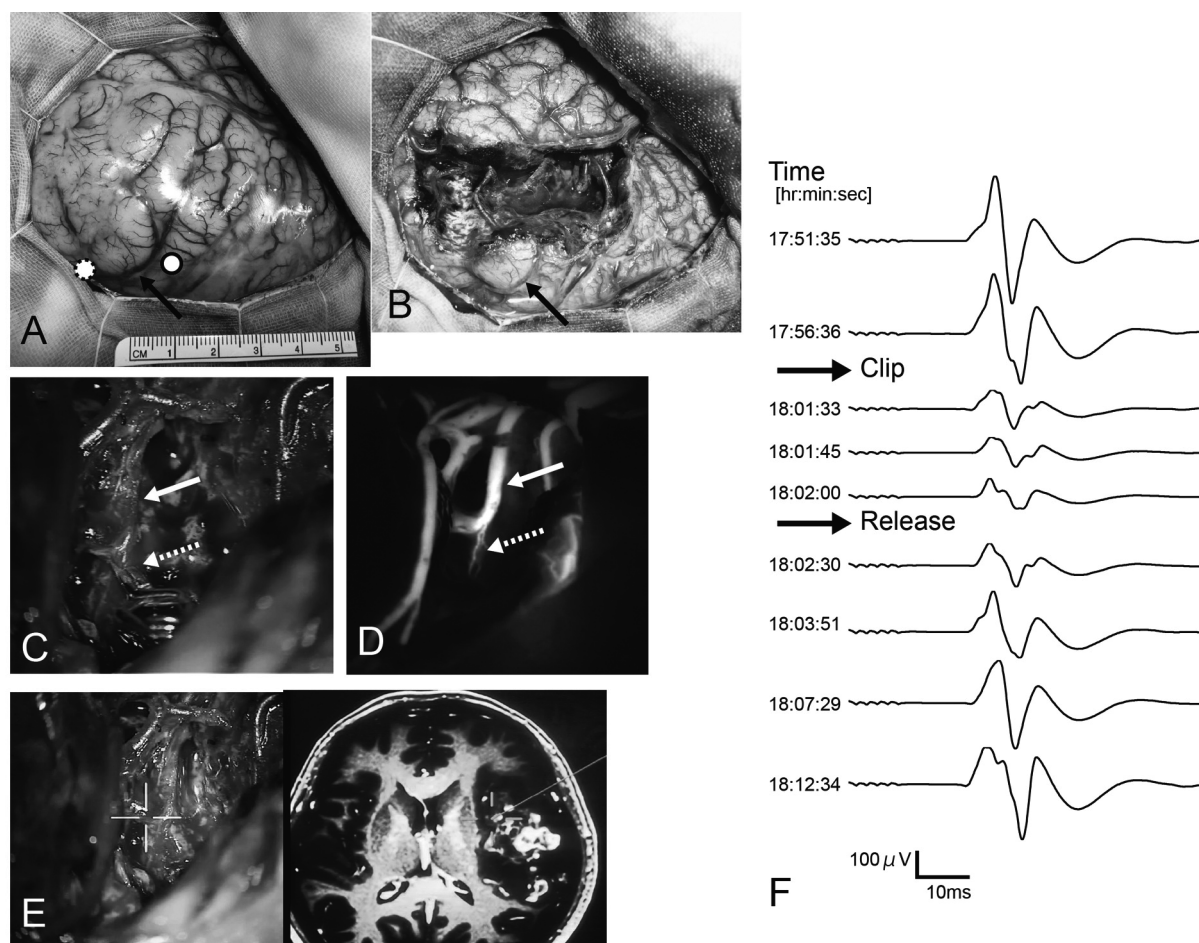 A
B
CM 1 2 3 4 5
C
D
E
Time
[hr:min:sec]
17:51:35
17:56:36
Clip
18:01:33
18:01:45
18:02:00
Release
18:02:30
18:03:51
18:07:29
18:12:34
100 μV
10ms
F